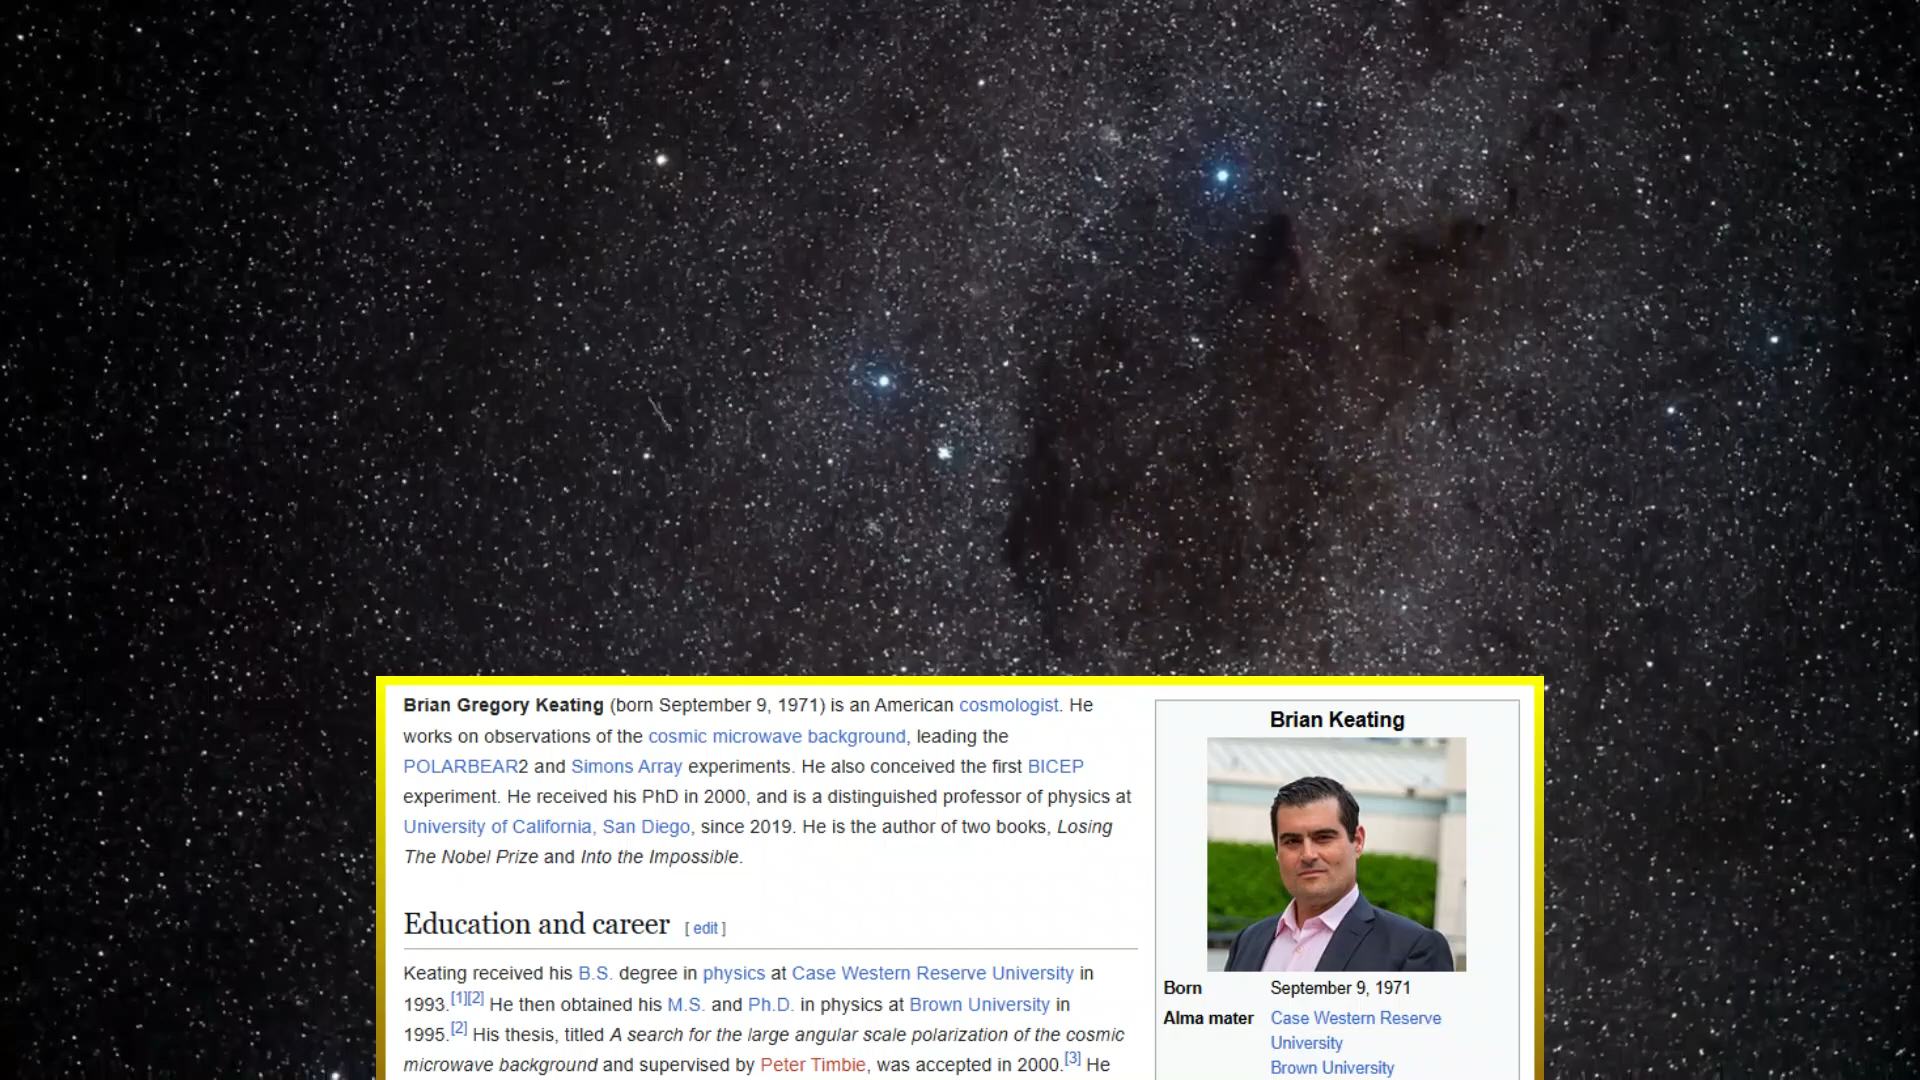 Brian Gregory Keating (born September 9, 1971) is an American cosmologist. He
works on observations of the cosmic microwave background, leading the
POLARBEAR2 and Simons Array experiments. He also conceived the first BICEP
experiment. He received his PhD in 2000, and is a distinguished professor of physics at
University of California, San Diego, since 2019. He is the author of two books, Losing
The Nobel Prize and Into the Impossible.
Education and career [ edit ]
Keating received his B.S. degree in physics at Case Western Reserve University in
1993.[1][2] He then obtained his M.S. and Ph.D. in physics at Brown University in
1995.[2] His thesis, titled A search for the large angular scale polarization of the cosmic
microwave background and supervised by Peter Timbie, was accepted in 2000.[3] He
Brian Keating
Born September 9, 1971
Alma mater Case Western Reserve
University
Brown University